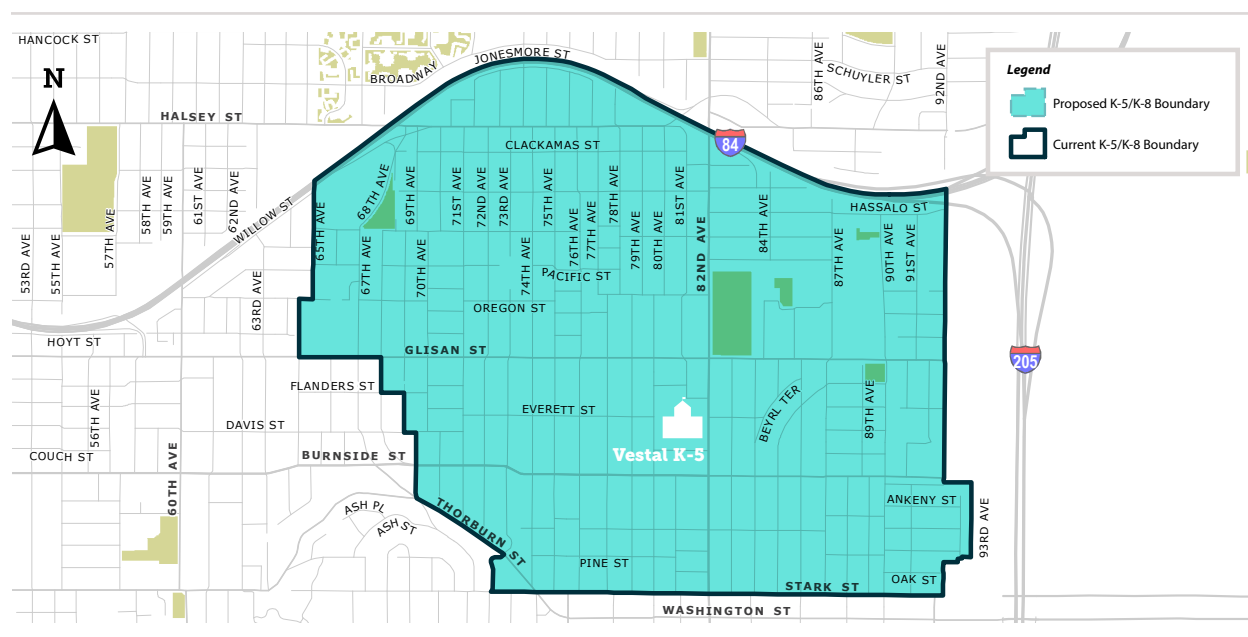 HANCOCK ST
JONESMORE ST
BROADWAY
86TH AVE
SCHUYLER ST
92ND AVE
Legend
Proposed K-5/K-8 Boundary
Current K-5/K-8 Boundary
N
HALSEY ST
84
CLACKAMAS ST
58TH AVE
59TH AVE
61ST AVE
62ND AVE
WILLOW ST
68TH AVE
69TH AVE
71ST AVE
72ND AVE
73RD AVE
75TH AVE
76TH AVE
77TH AVE
78TH AVE
79TH AVE
80TH AVE
81ST AVE
82ND AVE
84TH AVE
HASSALO ST
87TH AVE
90TH AVE
91ST AVE
53RD AVE
55TH AVE
57TH AVE
63RD AVE
65TH AVE
67TH AVE
70TH AVE
74TH AVE
PACIFIC ST
OREGON ST
HOYT ST
GLISAN ST
205
FLANDERS ST
56TH AVE
DAVIS ST
EVERETT ST
BEYRL TER
89TH AVE
COUCH ST
60TH AVE
BURNSIDE ST
Vestal K-5
ASH PL
ASH ST
THORBURN ST
ANKENY ST
93RD AVE
PINE ST
OAK ST
STARK ST
WASHINGTON ST